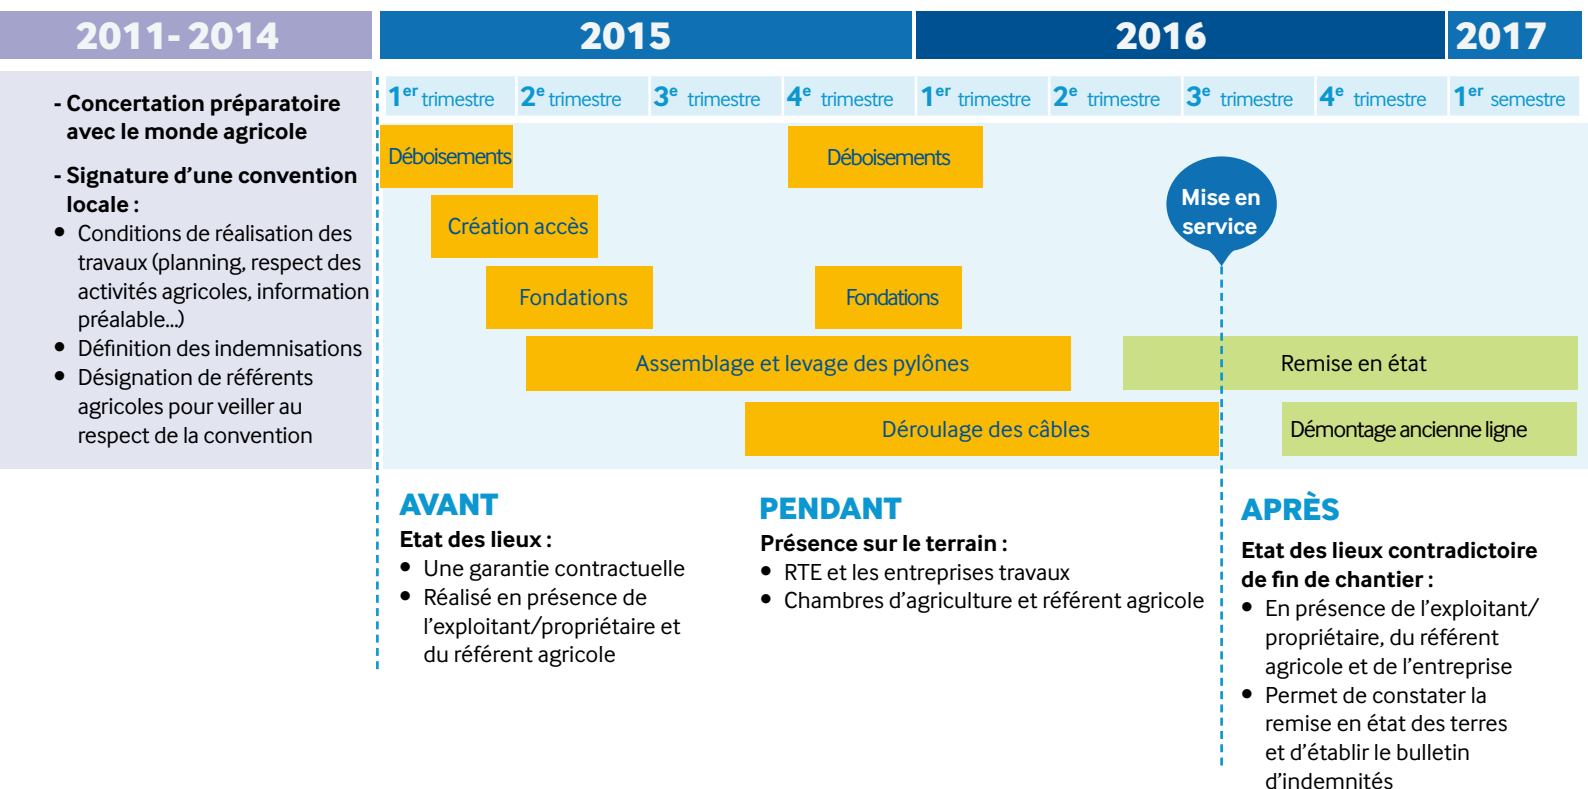 2011- 2014
2015
2016
2017
1er trimestre
2e trimestre
3e trimestre
4e trimestre
1er trimestre
2e trimestre
3e trimestre
4e trimestre
1er semestre
- Concertation préparatoire
avec le monde agricole
- Signature d’une convention
locale :
• Conditions de réalisation des
travaux (planning, respect des
activités agricoles, information
préalable...)
• Définition des indemnisations
• Désignation de référents
agricoles pour veiller au
respect de la convention
Déboisements
Déboisements
Création accès
Mise en
service
Fondations
Fondations
Assemblage et levage des pylônes
Remise en état
Déroulage des câbles
Démontage ancienne ligne
AVANT
Etat des lieux :
• Une garantie contractuelle
• Réalisé en présence de
l’exploitant/propriétaire et
du référent agricole
PENDANT
Présence sur le terrain :
• RTE et les entreprises travaux
• Chambres d’agriculture et référent agricole
APRÈS
Etat des lieux contradictoire
de fin de chantier :
• En présence de l’exploitant/
propriétaire, du référent
agricole et de l’entreprise
• Permet de constater la
remise en état des terres
et d’établir le bulletin
d’indemnités